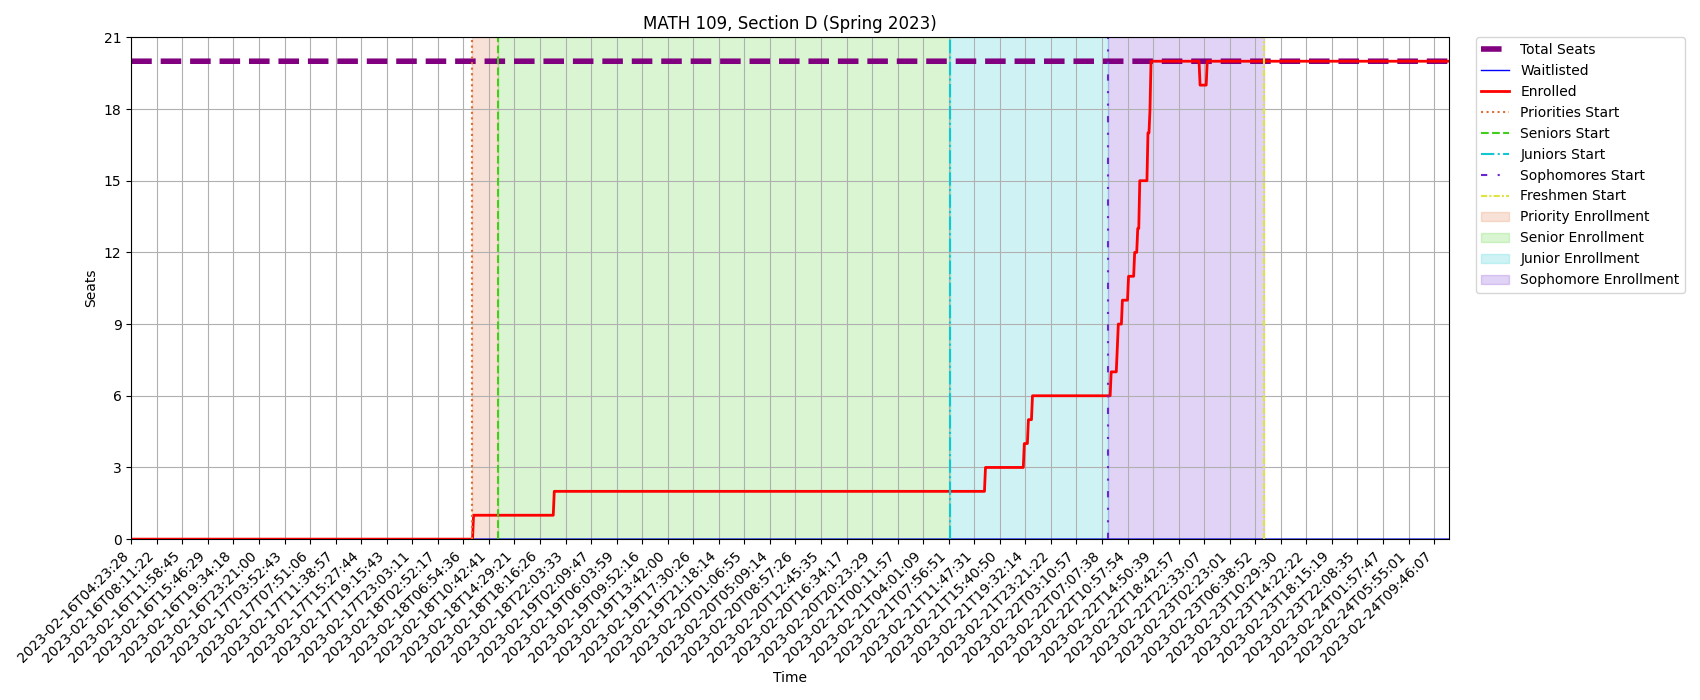 MATH 109, Section D (Spring 2023)
21
18
15
12
9
6
3
0
Seats
2023-02-16T04:23:28
2023-02-16T08:11:22
2023-02-16T11:58:45
2023-02-16T15:46:29
2023-02-16T19:34:18
2023-02-16T23:21:00
2023-02-17T03:52:43
2023-02-17T07:51:06
2023-02-17T11:38:57
2023-02-17T15:27:44
2023-02-17T19:15:43
2023-02-17T23:03:11
2023-02-18T02:52:17
2023-02-18T06:54:36
2023-02-18T10:42:41
2023-02-18T14:29:21
2023-02-18T18:16:26
2023-02-18T22:03:33
2023-02-19T02:09:47
2023-02-19T06:03:59
2023-02-19T09:52:16
2023-02-19T13:42:00
2023-02-19T17:30:26
2023-02-19T21:18:14
2023-02-20T01:06:55
2023-02-20T05:09:14
2023-02-20T08:57:26
2023-02-20T12:45:35
2023-02-20T16:34:17
2023-02-20T20:23:29
2023-02-21T00:11:57
2023-02-21T04:01:09
2023-02-21T07:56:51
2023-02-21T11:47:31
2023-02-21T15:40:50
2023-02-21T19:32:14
2023-02-21T23:21:22
2023-02-22T03:10:57
2023-02-22T07:07:38
2023-02-22T10:57:54
2023-02-22T14:50:39
2023-02-22T18:42:57
2023-02-22T22:33:07
2023-02-23T02:23:01
2023-02-23T06:38:52
2023-02-23T10:29:30
2023-02-23T14:22:22
2023-02-23T18:15:19
2023-02-23T22:08:35
2023-02-24T01:57:47
2023-02-24T05:55:01
2023-02-24T09:46:07
Time
Total Seats
Waitlisted
Enrolled
Priorities Start
Seniors Start
Juniors Start
Sophomores Start
Freshmen Start
Priority Enrollment
Senior Enrollment
Junior Enrollment
Sophomore Enrollment